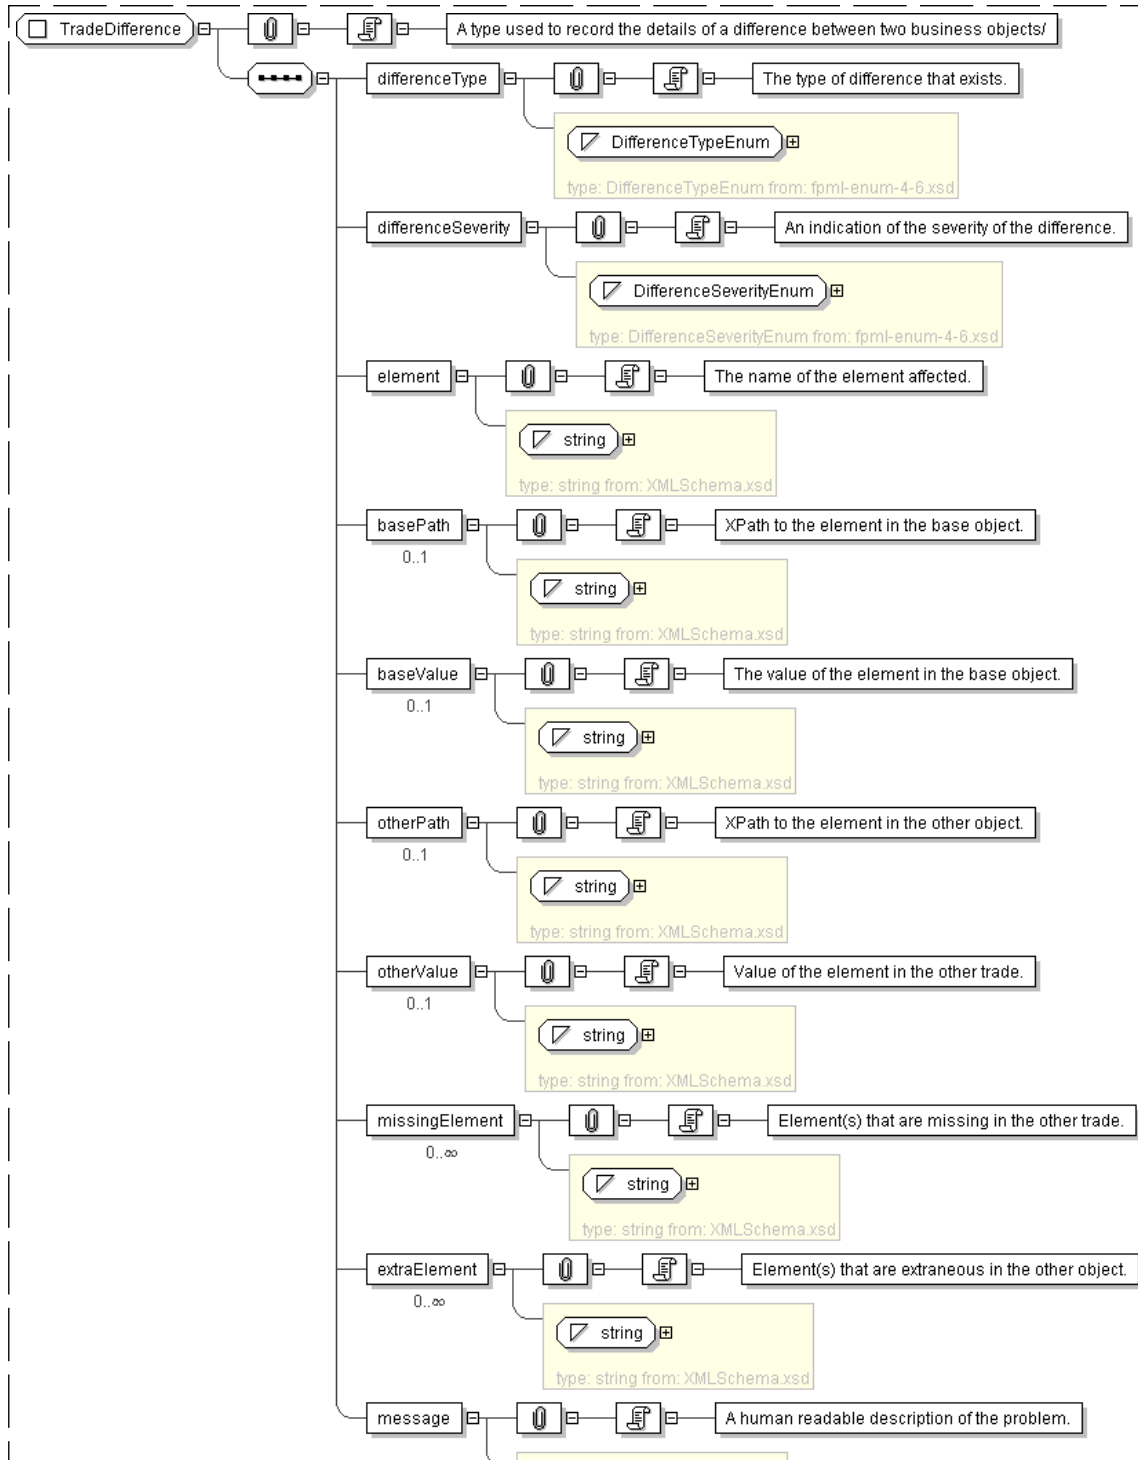 TradeDifference A type used to record the details of a difference between two business objects/
differenceType The type of difference that exists.
DifferenceTypeEnum
type: DifferenceTypeEnum from: fpml-enum-4-6.xsd
differenceSeverity An indication of the severity of the difference.
DifferenceSeverityEnum
type: DifferenceSeverityEnum from: fpml-enum-4-6.xsd
element The name of the element affected.
string
type: string from: XMLSchema.xsd
basePath XPath to the element in the base object.
0..1
string
type: string from: XMLSchema.xsd
baseValue The value of the element in the base object.
0..1
string
type: string from: XMLSchema.xsd
otherPath XPath to the element in the other object.
0..1
string
type: string from: XMLSchema.xsd
otherValue Value of the element in the other trade.
0..1
string
type: string from: XMLSchema.xsd
missingElement Element(s) that are missing in the other trade.
0..∞
string
type: string from: XMLSchema.xsd
extraElement Element(s) that are extraneous in the other object.
0..∞
string
type: string from: XMLSchema.xsd
message A human readable description of the problem.